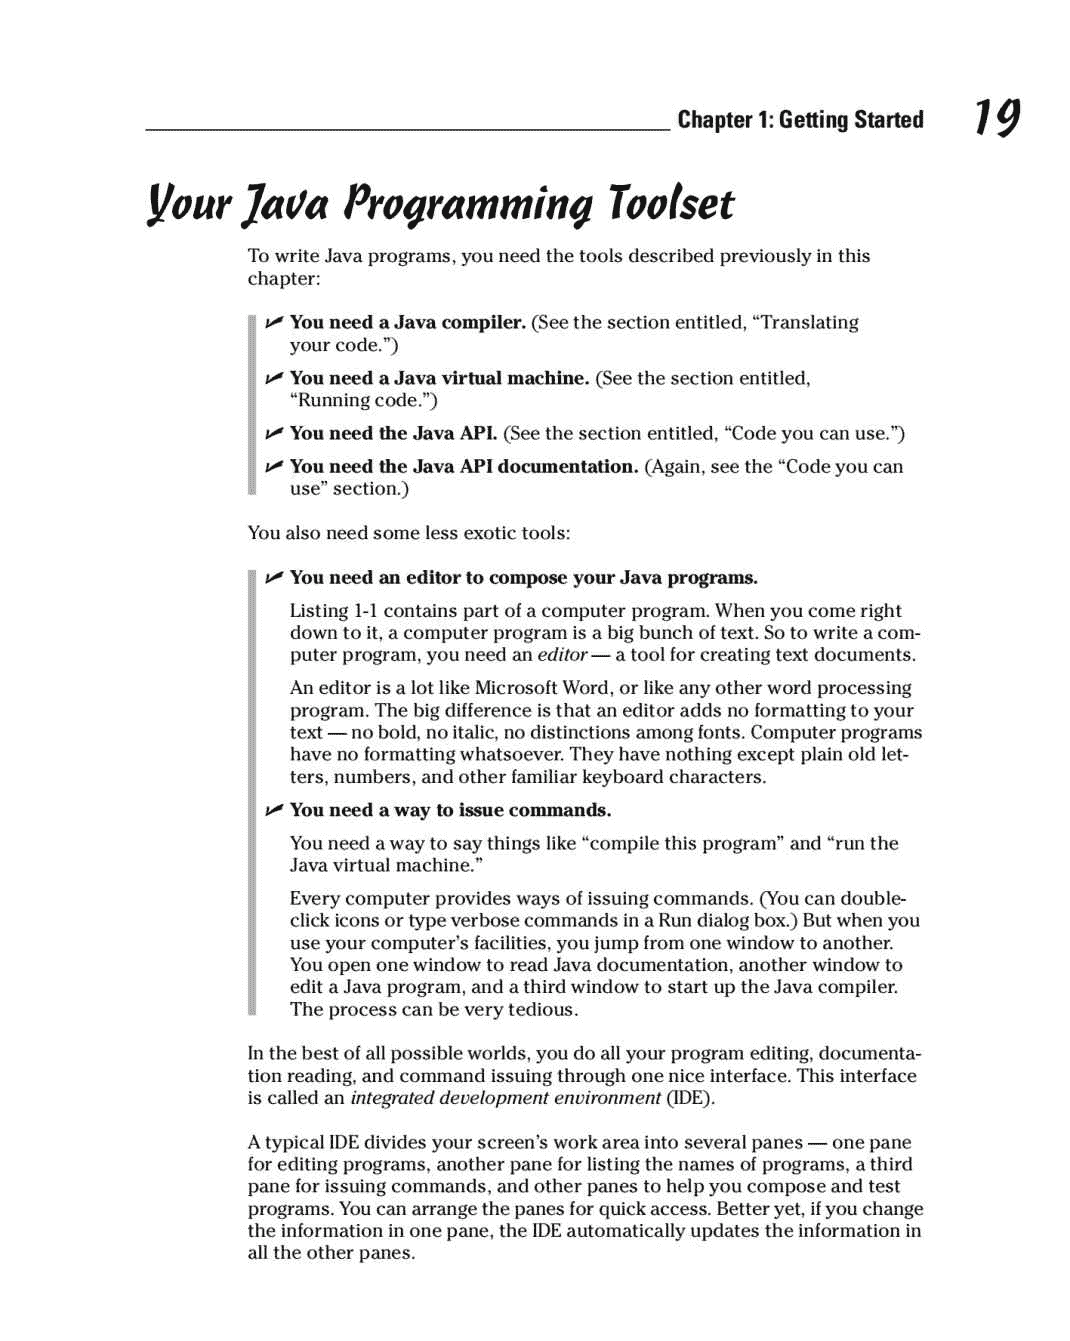 Chapter 1: Getting Started 19
Your Java Programming Toolset
To write Java programs, you need the tools described previously in this
chapter:
✓ You need a Java compiler. (See the section entitled, “Translating
your code.”)
✓ You need a Java virtual machine. (See the section entitled,
“Running code.”)
✓ You need the Java API. (See the section entitled, “Code you can use.”)
✓ You need the Java API documentation. (Again, see the “Code you can
use” section.)
You also need some less exotic tools:
✓ You need an editor to compose your Java programs.
Listing 1-1 contains part of a computer program. When you come right
down to it, a computer program is a big bunch of text. So to write a com-
puter program, you need an editor — a tool for creating text documents.
An editor is a lot like Microsoft Word, or like any other word processing
program. The big difference is that an editor adds no formatting to your
text — no bold, no italic, no distinctions among fonts. Computer programs
have no formatting whatsoever. They have nothing except plain old let-
ters, numbers, and other familiar keyboard characters.
✓ You need a way to issue commands.
You need a way to say things like “compile this program” and “run the
Java virtual machine.”
Every computer provides ways of issuing commands. (You can double-
click icons or type verbose commands in a Run dialog box.) But when you
use your computer’s facilities, you jump from one window to another.
You open one window to read Java documentation, another window to
edit a Java program, and a third window to start up the Java compiler.
The process can be very tedious.
In the best of all possible worlds, you do all your program editing, documenta-
tion reading, and command issuing through one nice interface. This interface
is called an integrated development environment (IDE).
A typical IDE divides your screen’s work area into several panes — one pane
for editing programs, another pane for listing the names of programs, a third
pane for issuing commands, and other panes to help you compose and test
programs. You can arrange the panes for quick access. Better yet, if you change
the information in one pane, the IDE automatically updates the information in
all the other panes.